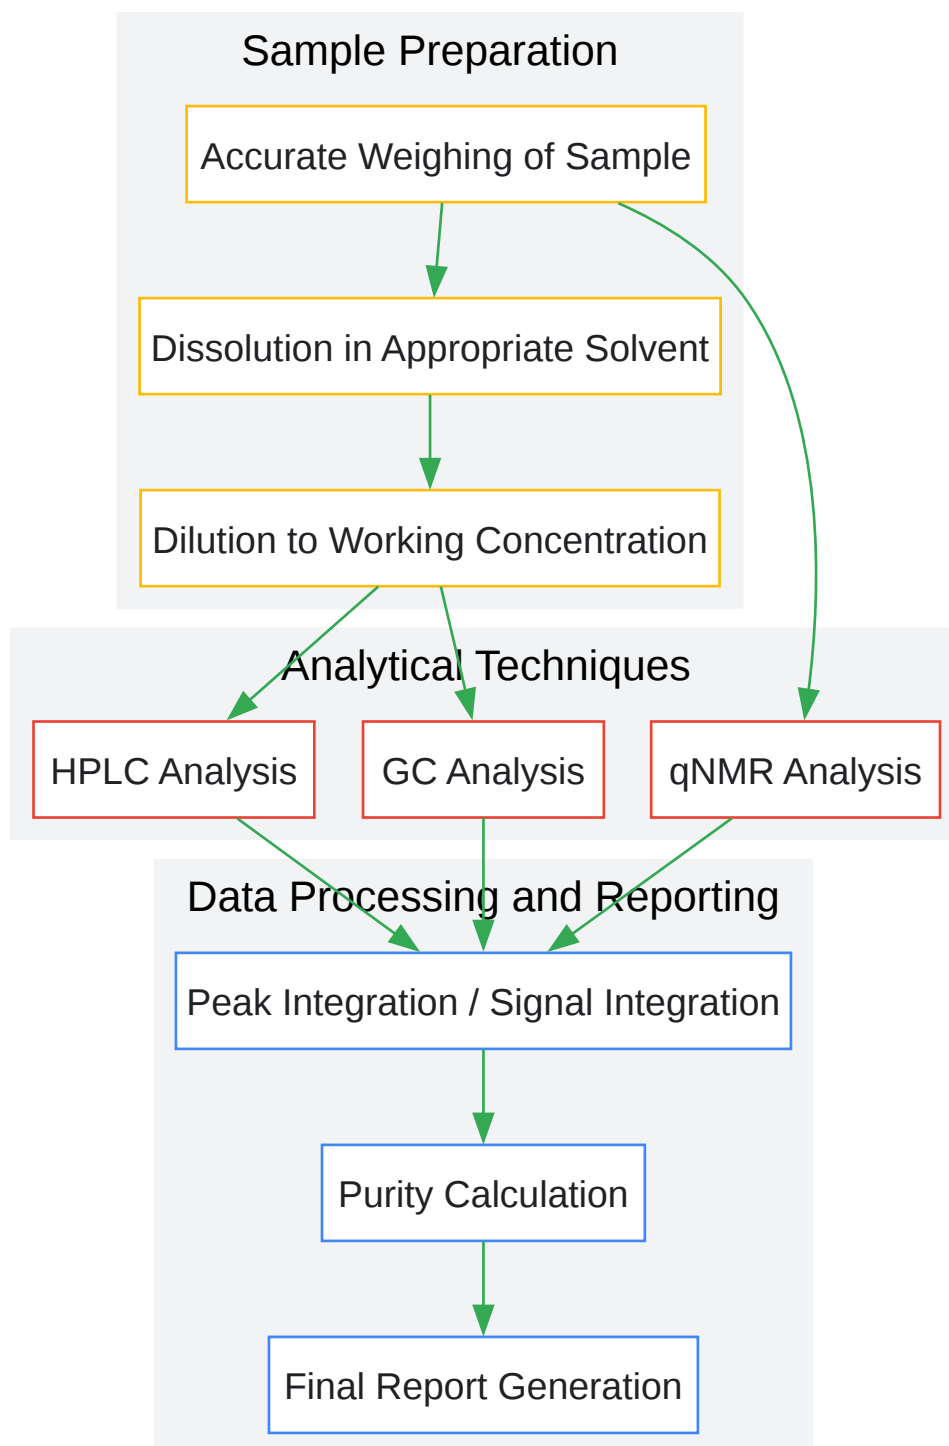 Sample Preparation
Accurate Weighing of Sample
Dissolution in Appropriate Solvent
Dilution to Working Concentration
Analytical Techniques
HPLC Analysis
GC Analysis
qNMR Analysis
Data Processing and Reporting
Peak Integration / Signal Integration
Purity Calculation
Final Report Generation